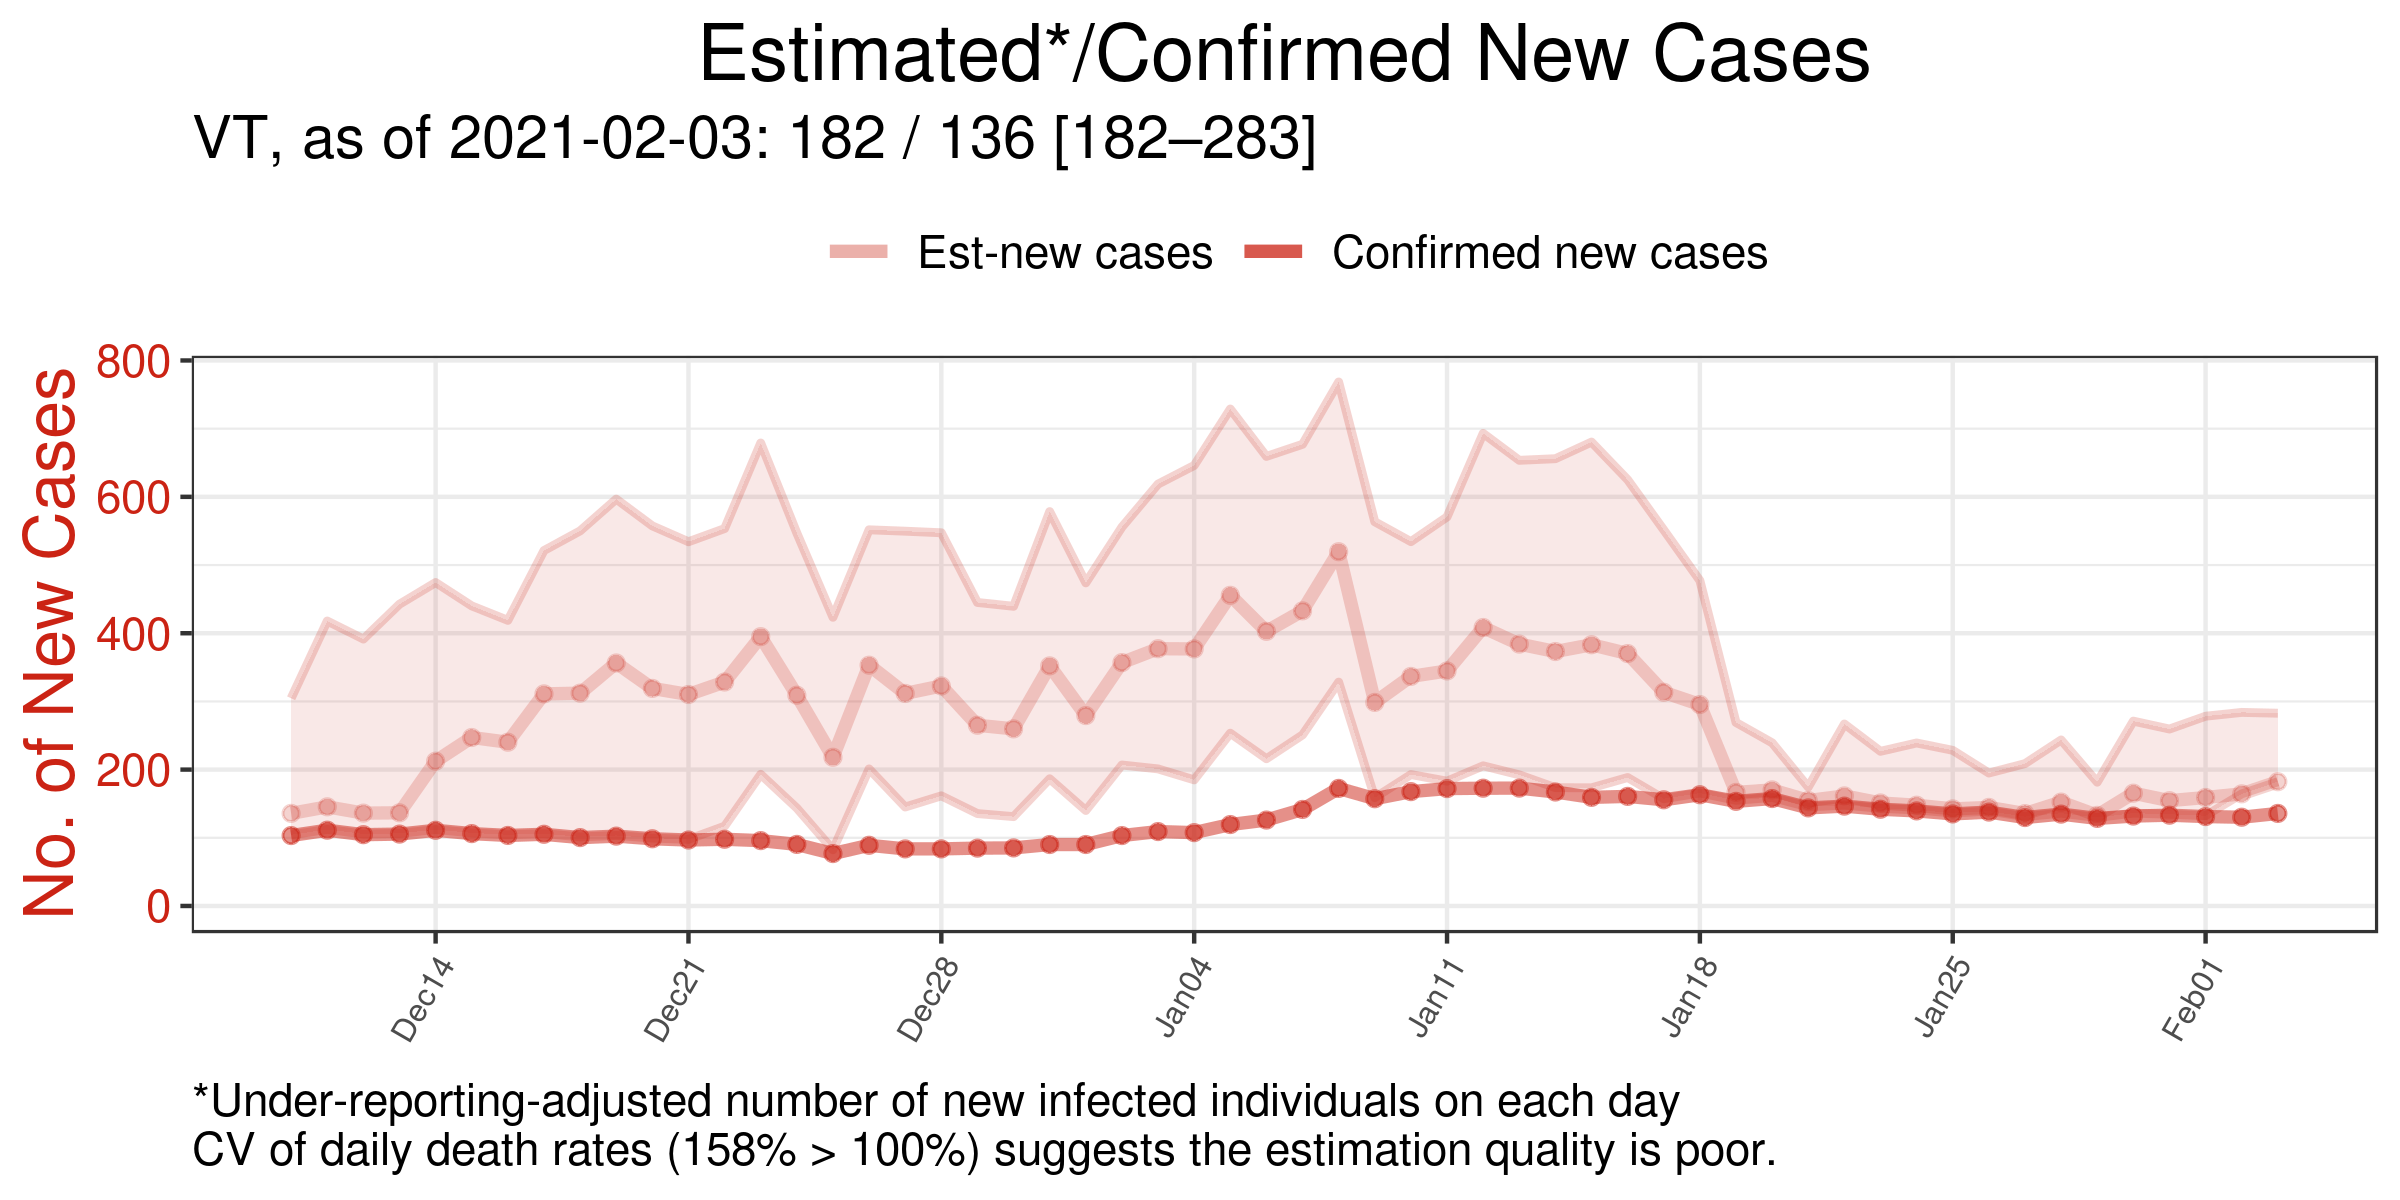 Estimated*/Confirmed New Cases
VT, as of 2021-02-03: 182 / 136 [182–283]
Est-new cases
Confirmed new cases
No. of New Cases
800
600
400
200
0
Dec14
Dec21
Dec28
Jan04
Jan11
Jan18
Jan25
Feb01
*Under-reporting-adjusted number of new infected individuals on each day
CV of daily death rates (158% > 100%) suggests the estimation quality is poor.